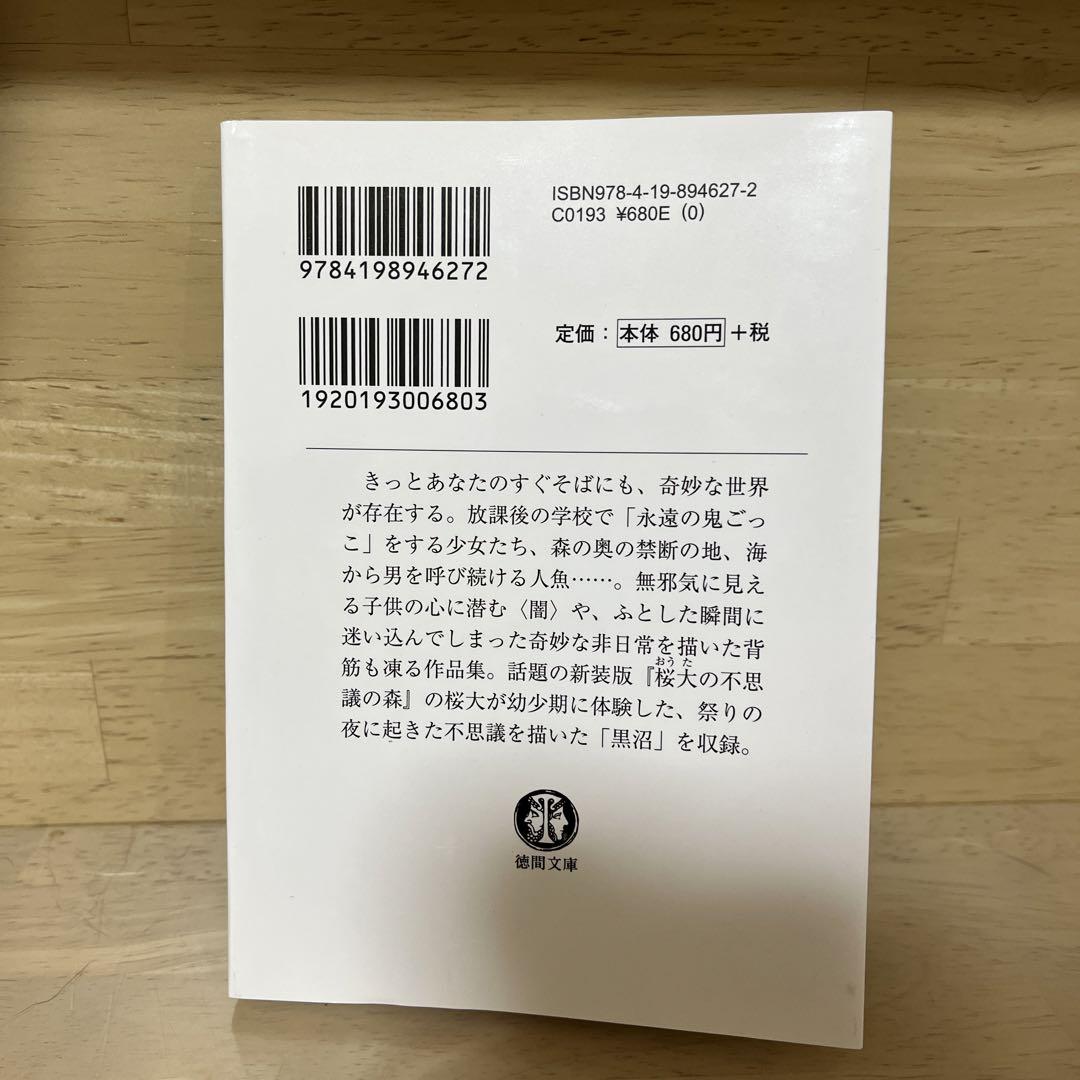 ISBN978-4-19-894627-2
C0193 ¥680E (0)
9784198946272
定価：本体 680円+税
1920193006803
きっとあなたのすぐそばにも、奇妙な世界
が存在する。放課後の学校で「永遠の鬼ごっ
こ」をする少女たち、森の奥の禁断の地、海
から男を呼び続ける人魚……。無邪気に見え
る子供の心に潜む〈闇〉や、ふとした瞬間に
迷い込んでしまった奇妙な非日常を描いた背
筋も凍る作品集。話題の新装版『桜大の不思
おうた
議の森』の桜大が幼少期に体験した、祭りの
夜に起きた不思議を描いた「黒沼」を収録。
徳間文庫